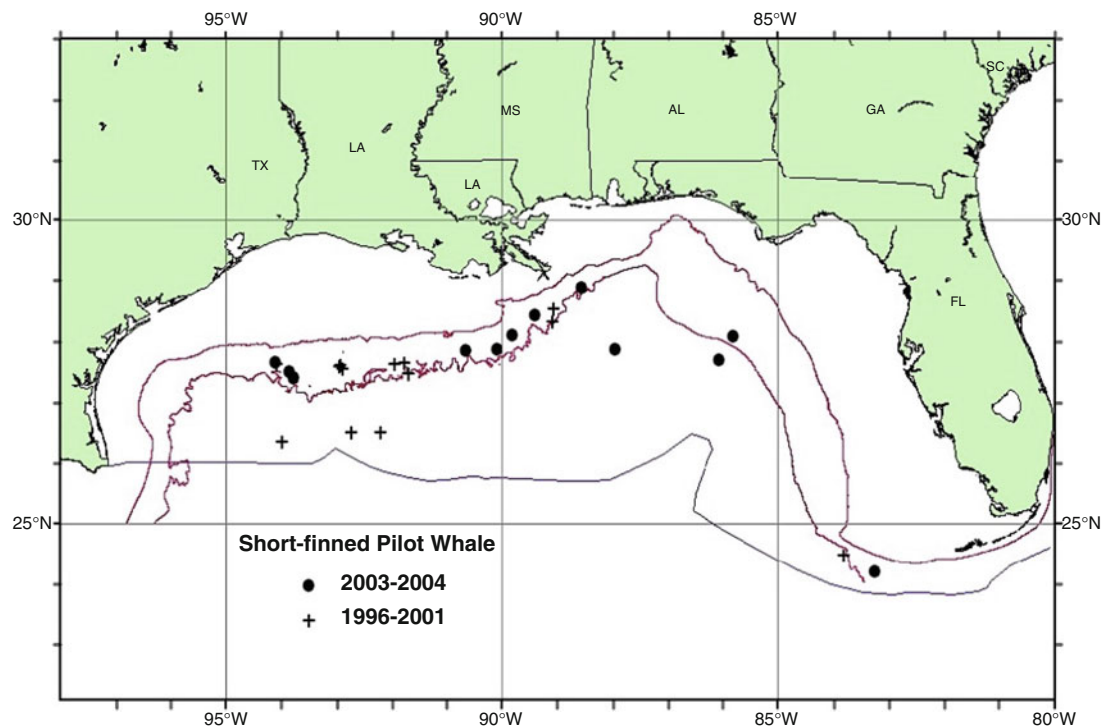 95°W 90°W 85°W
SC
MS AL GA
LA
TX
LA
30°N 30°N
FL
25°N 25°N
Short-finned Pilot Whale
2003-2004
1996-2001
95°W 90°W 85°W 80°W